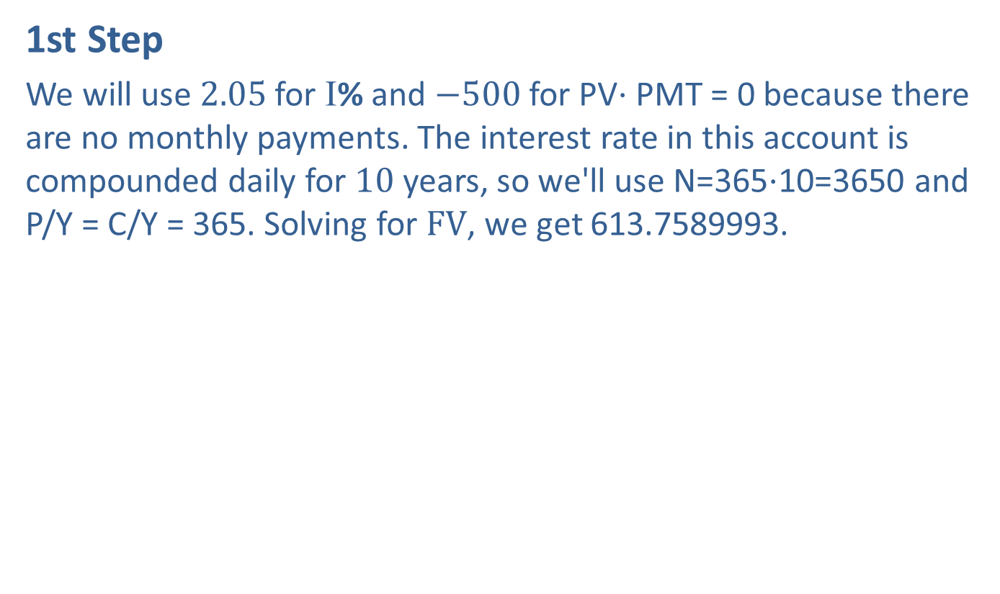 1st Step
We will use 2.05 for I% and −500 for PV· PMT = 0 because there
are no monthly payments. The interest rate in this account is
compounded daily for 10 years, so we'll use N=365·10=3650 and
P/Y = C/Y = 365. Solving for FV, we get 613.7589993.